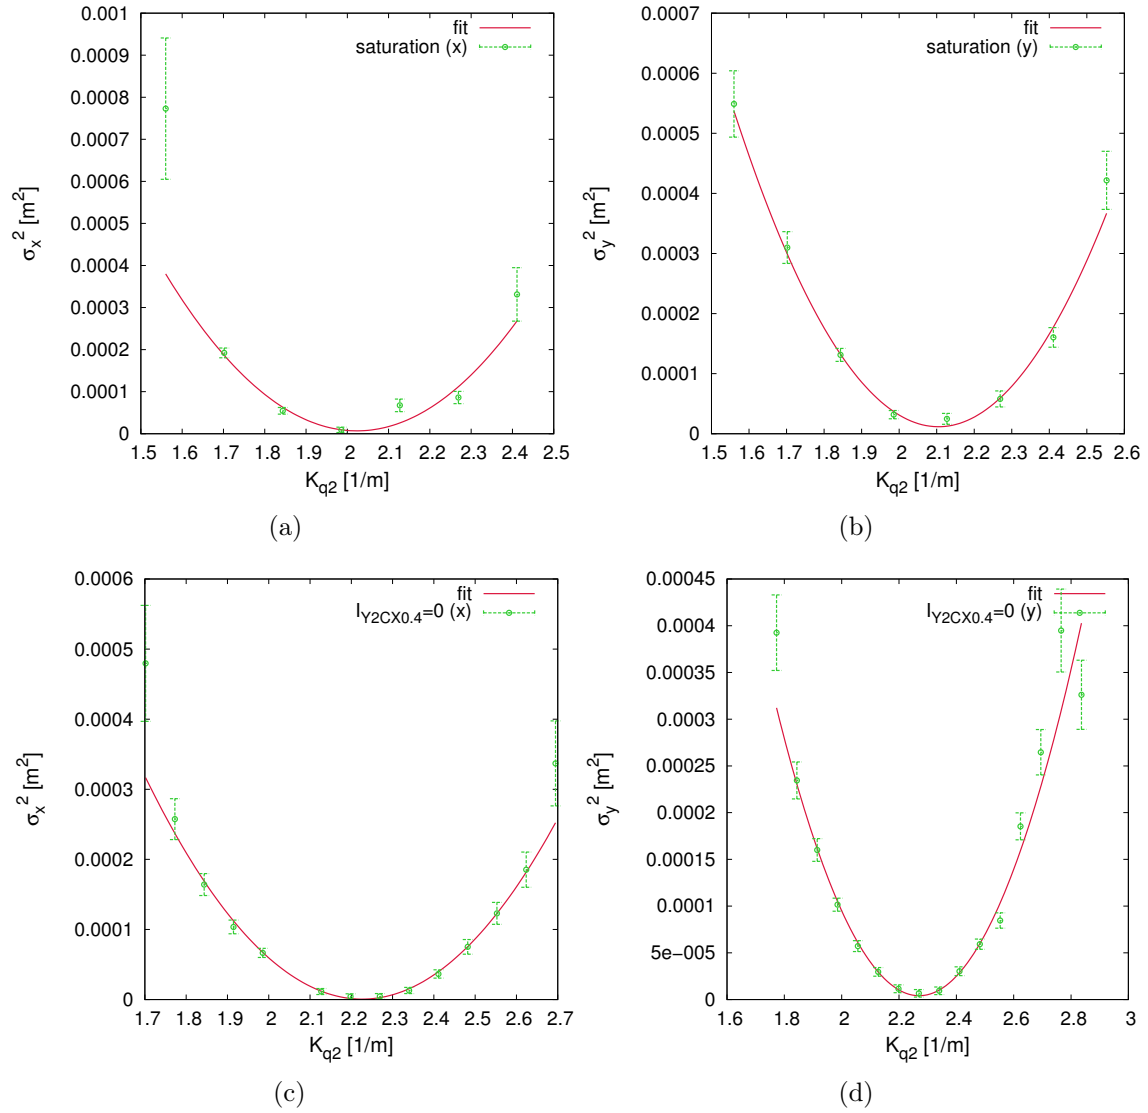 0.001
0.0009
0.0008
0.0007
0.0006
0.0005
0.0004
0.0003
0.0002
0.0001
0
σx² [m²]
fit
saturation (x)
1.5 1.6 1.7 1.8 1.9 2 2.1 2.2 2.3 2.4 2.5
Kq2 [1/m]
(a)
0.0007
0.0006
0.0005
0.0004
0.0003
0.0002
0.0001
0
σy² [m²]
fit
saturation (y)
1.5 1.6 1.7 1.8 1.9 2 2.1 2.2 2.3 2.4 2.5 2.6
Kq2 [1/m]
(b)
0.0006
0.0005
0.0004
0.0003
0.0002
0.0001
0
σx² [m²]
fit
IY2CX0.4=0 (x)
1.7 1.8 1.9 2 2.1 2.2 2.3 2.4 2.5 2.6 2.7
Kq2 [1/m]
(c)
0.00045
0.0004
0.00035
0.0003
0.00025
0.0002
0.00015
0.0001
5e−005
0
σy² [m²]
fit
IY2CX0.4=0 (y)
1.6 1.8 2 2.2 2.4 2.6 2.8 3
Kq2 [1/m]
(d)